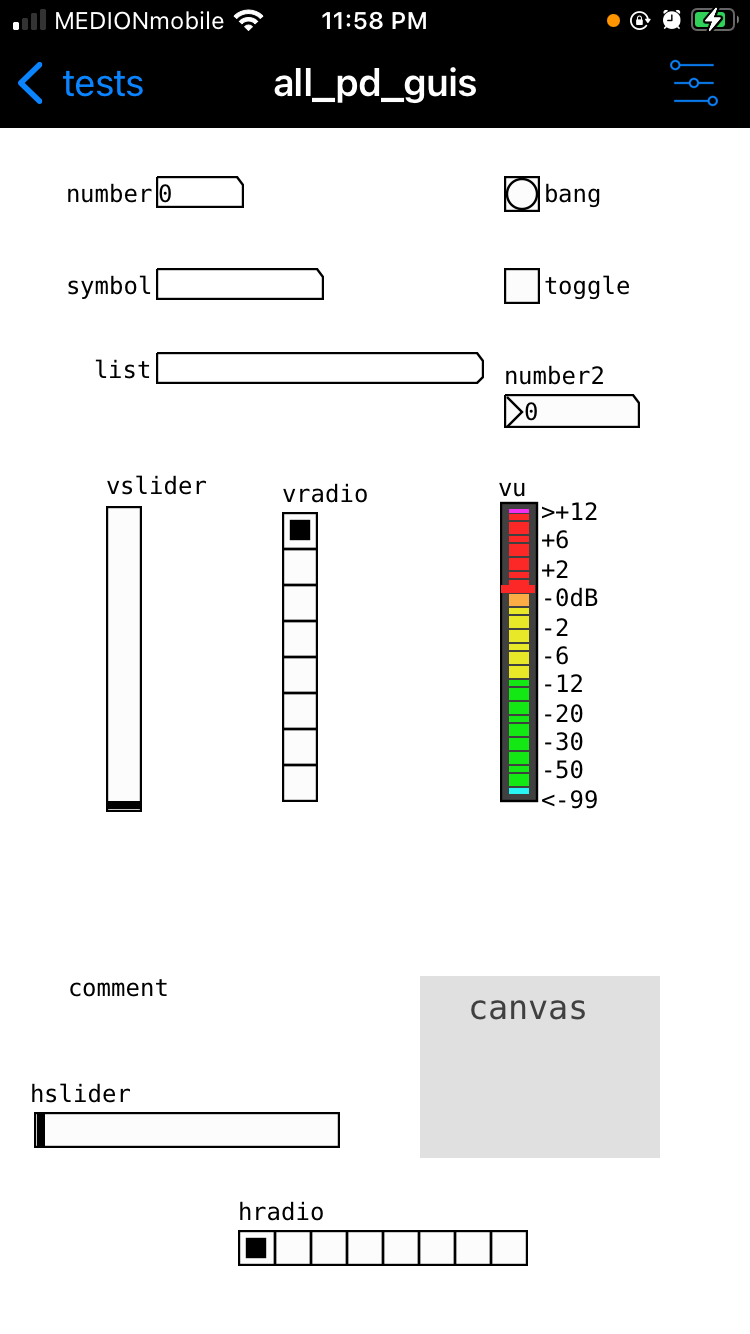 MEDIONmobile 11:58 PM
tests all_pd_guis
number 0 bang
symbol toggle
list
number2
0
vslider vradio vu
>+12
+6
+2
-0dB
-2
-6
-12
-20
-30
-50
<-99
comment canvas
hslider
hradio